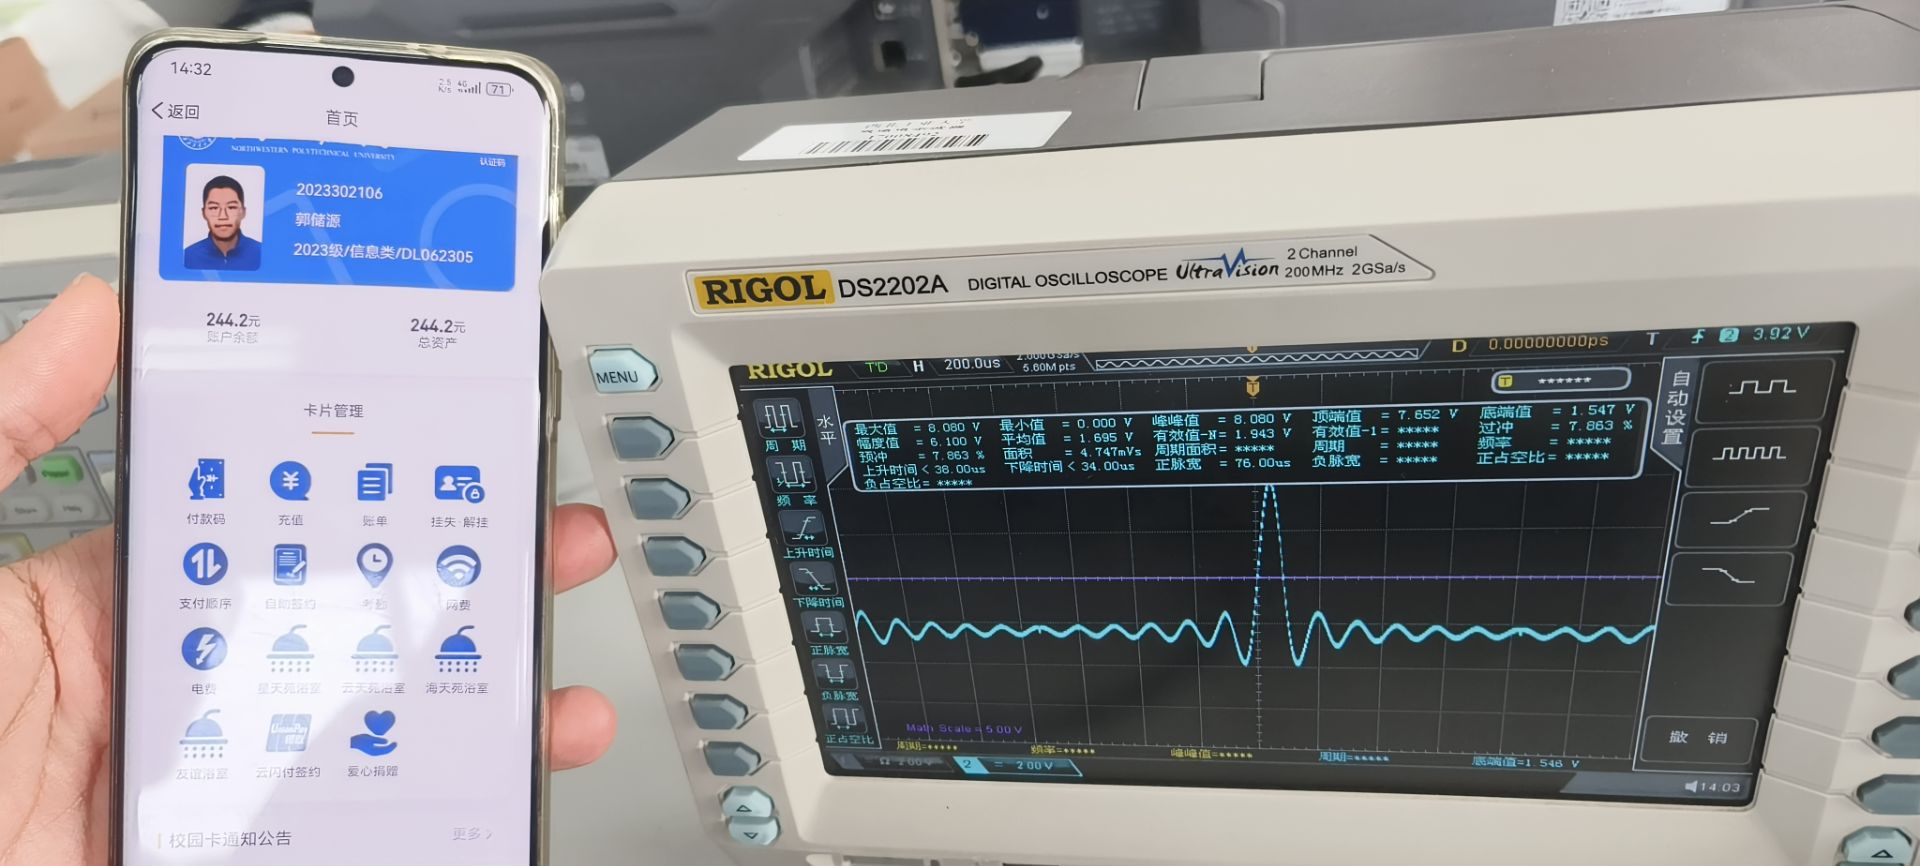 14:32
2.5 K/s 4G 71
返回
首页
NORTHWESTERN POLYTECHNICAL UNIVERSITY
认证码
2023302106
郭储源
2023级/信息类/DL062305
244.2元 244.2元
账户余额 总资产
卡片管理
付款码 充值 账单 挂失·解挂
支付顺序 自助签约 考勤 网费
电费 星天苑浴室 云天苑浴室 海天苑浴室
友谊浴室 云闪付签约 爱心捐赠
校园卡通知公告 更多
RIGOL DS2202A DIGITAL OSCILLOSCOPE UltraVision 2 Channel
200MHz 2GSa/s
MENU
RIGOL T'D H 200.0us 2.000GSa/s D 0.00000000ps T 2 3.92 V
5.60M pts
T ******
水平
自动设置
周期
频率
上升时间
下降时间
正脉宽
负脉宽
正占空比
最大值 = 8.080 V 最小值 = 0.000 V 峰峰值 = 8.080 V 顶端值 = 7.652 V 底端值 = 1.547 V
幅度值 = 6.100 V 平均值 = 1.695 V 有效值-N= 1.943 V 有效值-1= ***** 过冲 = 7.863 %
预冲 = 7.863 % 面积 = 4.747mVs 周期面积= ***** 周期 = ***** 频率 = *****
上升时间 < 38.00us 下降时间 < 34.00us 正脉宽 = 76.00us 负脉宽 = ***** 正占空比= *****
负占空比= *****
Math Scale = 5.00 V
周期=***** 频率=***** 峰峰值=***** 周期=***** 底端值=1.546 V
2 = 2.00V
撤销
14:03